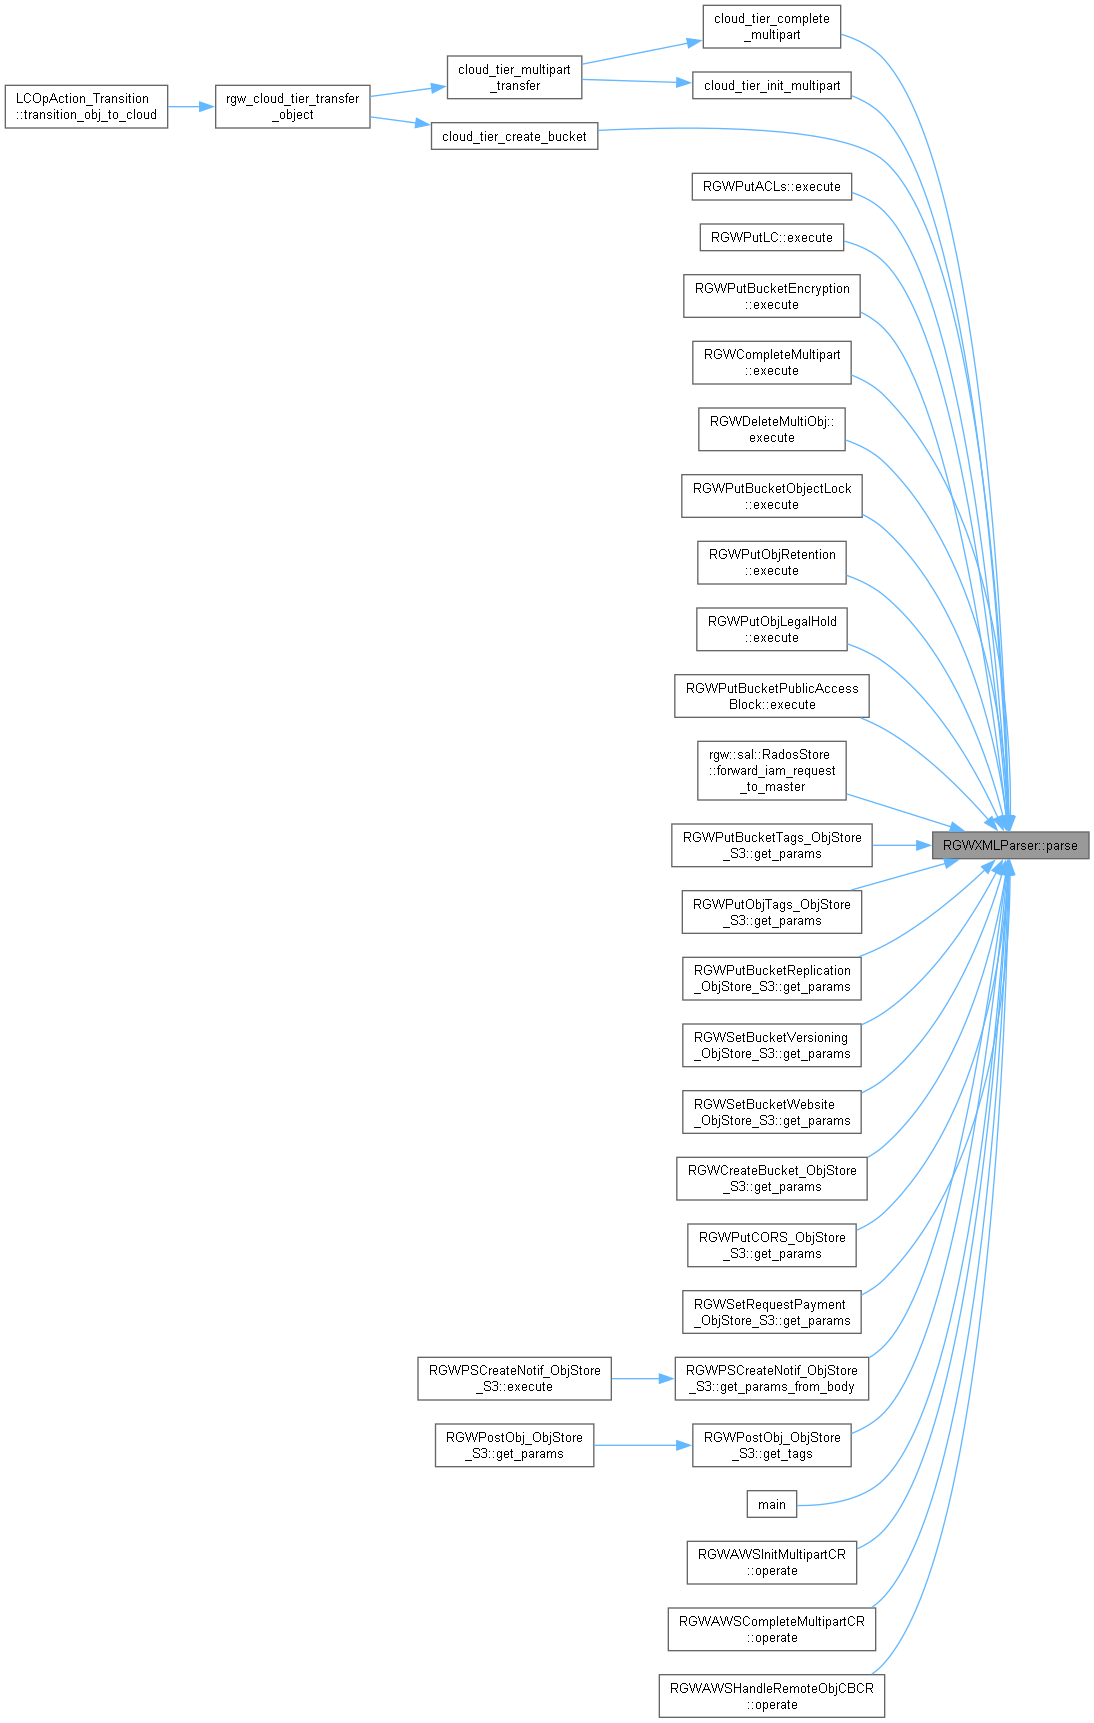 cloud_tier_complete
_multipart
cloud_tier_multipart
_transfer
cloud_tier_init_multipart
LCOpAction_Transition
::transition_obj_to_cloud
rgw_cloud_tier_transfer
_object
cloud_tier_create_bucket
RGWPutACLs::execute
RGWPutLC::execute
RGWPutBucketEncryption
::execute
RGWCompleteMultipart
::execute
RGWDeleteMultiObj::
execute
RGWPutBucketObjectLock
::execute
RGWPutObjRetention
::execute
RGWPutObjLegalHold
::execute
RGWPutBucketPublicAccess
Block::execute
rgw::sal::RadosStore
::forward_iam_request
_to_master
RGWXMLParser::parse
RGWPutBucketTags_ObjStore
_S3::get_params
RGWPutObjTags_ObjStore
_S3::get_params
RGWPutBucketReplication
_ObjStore_S3::get_params
RGWSetBucketVersioning
_ObjStore_S3::get_params
RGWSetBucketWebsite
_ObjStore_S3::get_params
RGWCreateBucket_ObjStore
_S3::get_params
RGWPutCORS_ObjStore
_S3::get_params
RGWSetRequestPayment
_ObjStore_S3::get_params
RGWPSCreateNotif_ObjStore
_S3::execute
RGWPSCreateNotif_ObjStore
_S3::get_params_from_body
RGWPostObj_ObjStore
_S3::get_params
RGWPostObj_ObjStore
_S3::get_tags
main
RGWAWSInitMultipartCR
::operate
RGWAWSCompleteMultipartCR
::operate
RGWAWSHandleRemoteObjCBCR
::operate